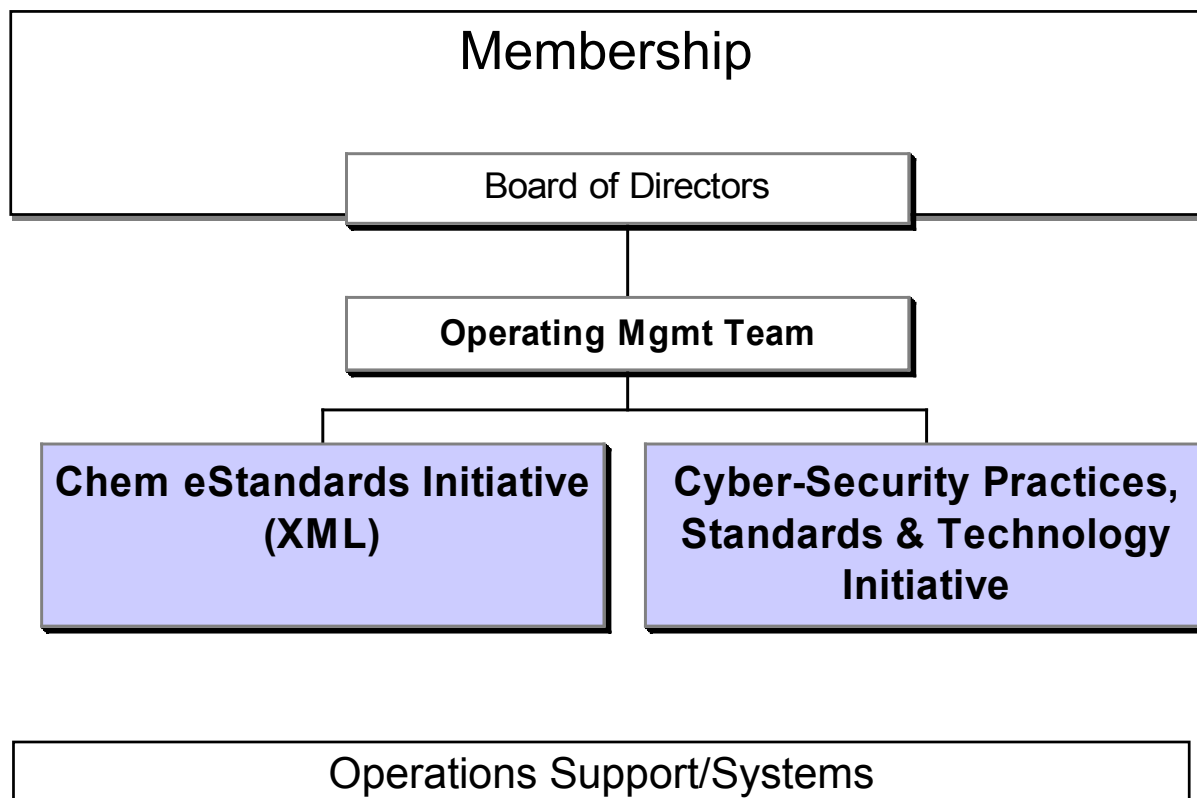 Membership
Board of Directors
Operating Mgmt Team
Chem eStandards Initiative
(XML)
Cyber-Security Practices,
Standards & Technology
Initiative
Operations Support/Systems